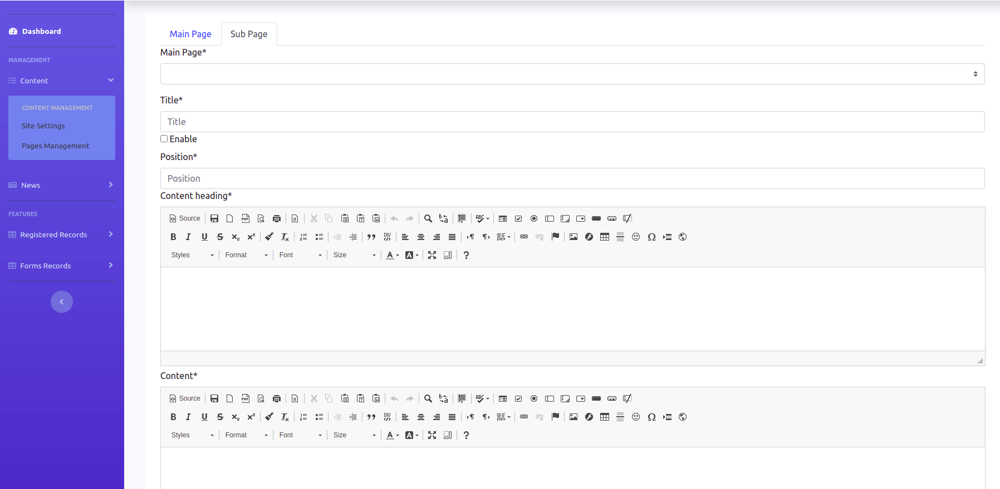 Dashboard
MANAGEMENT
Content
CONTENT MANAGEMENT
Site Settings
Pages Management
News
FEATURES
Registered Records
Forms Records
Main Page
Sub Page
Main Page*
Title*
Title
Enable
Position*
Position
Content heading*
Source
Styles Format Font Size
Content*
Source
Styles Format Font Size